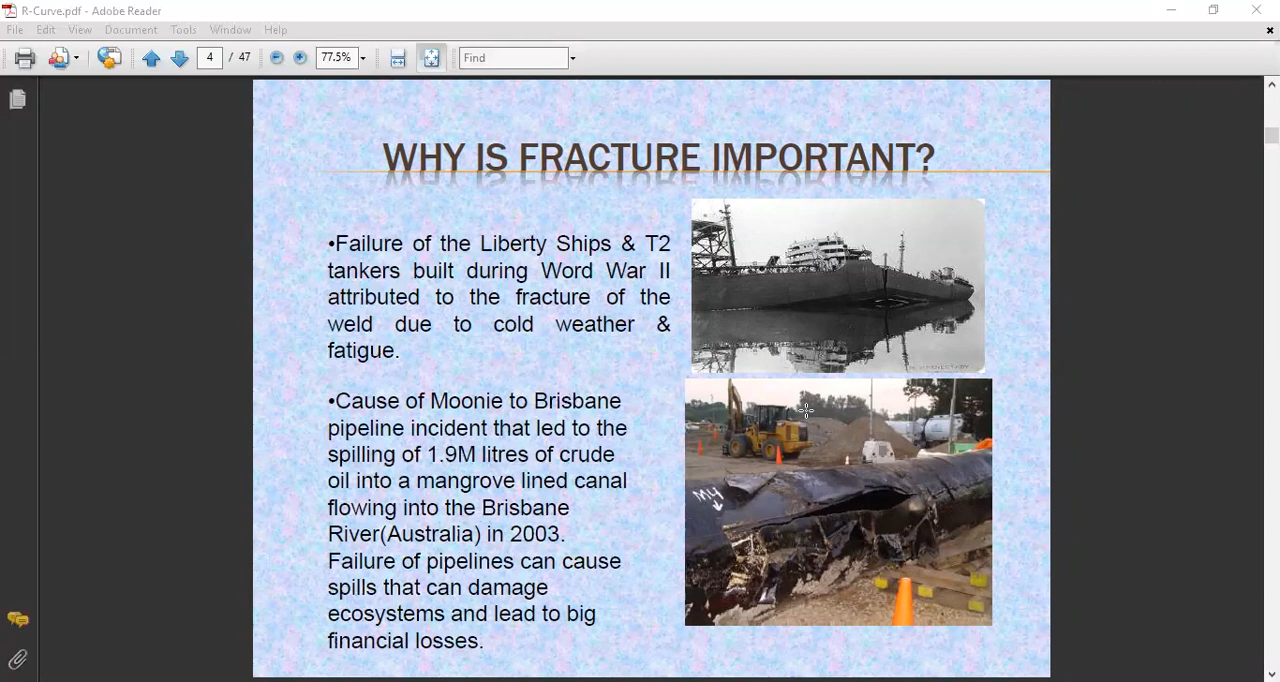 R-Curve.pdf - Adobe Reader
File Edit View Document Tools Window Help
4 / 47 77.5% Find
WHY IS FRACTURE IMPORTANT?
•Failure of the Liberty Ships & T2
tankers built during Word War II
attributed to the fracture of the
weld due to cold weather &
fatigue.
•Cause of Moonie to Brisbane
pipeline incident that led to the
spilling of 1.9M litres of crude
oil into a mangrove lined canal
flowing into the Brisbane
River(Australia) in 2003.
Failure of pipelines can cause
spills that can damage
ecosystems and lead to big
financial losses.